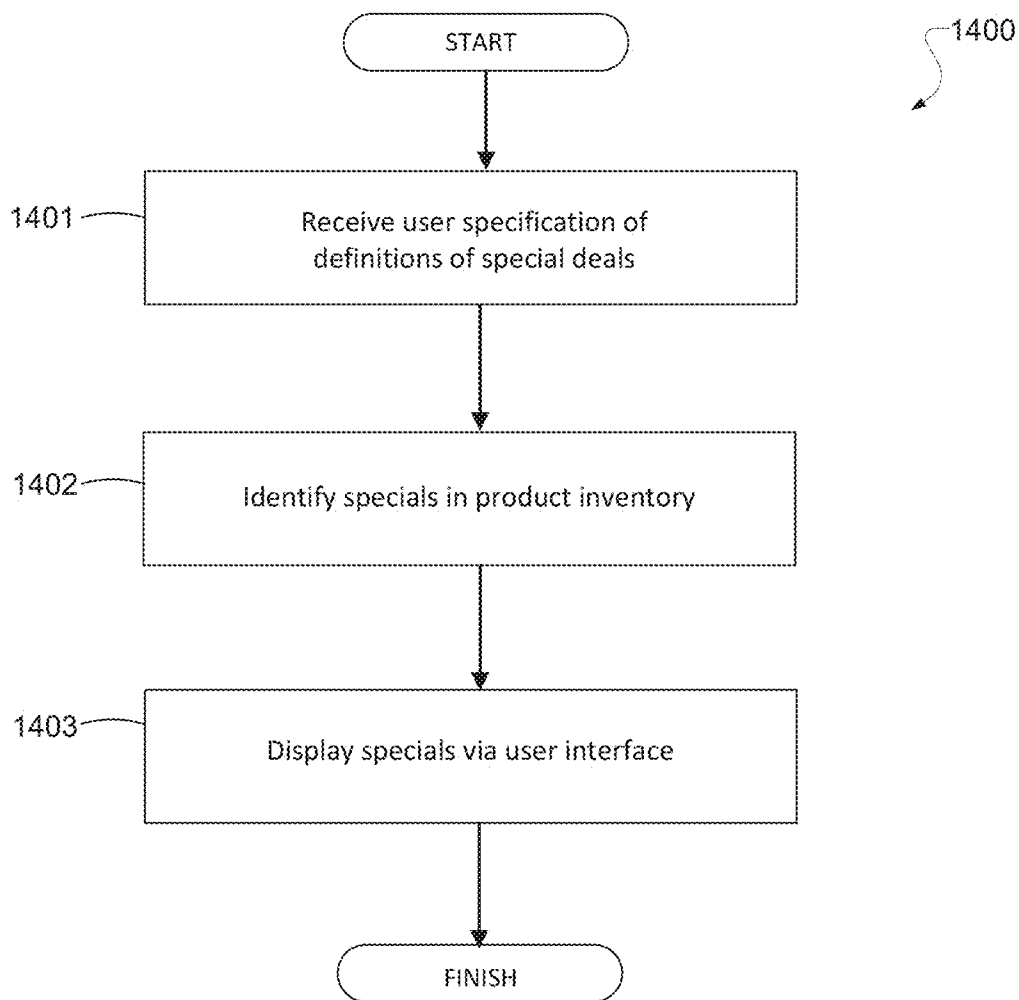 START
1400
1401
Receive user specification of
definitions of special deals
1402
Identify specials in product inventory
1403
Display specials via user interface
FINISH